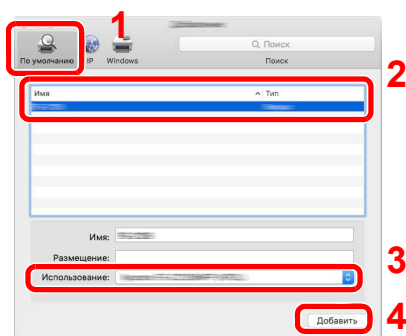 1
По умолчанию IP Windows
Поиск
Поиск
2
Имя Тип
Имя:
Размещение:
Использование:
3
Добавить
4